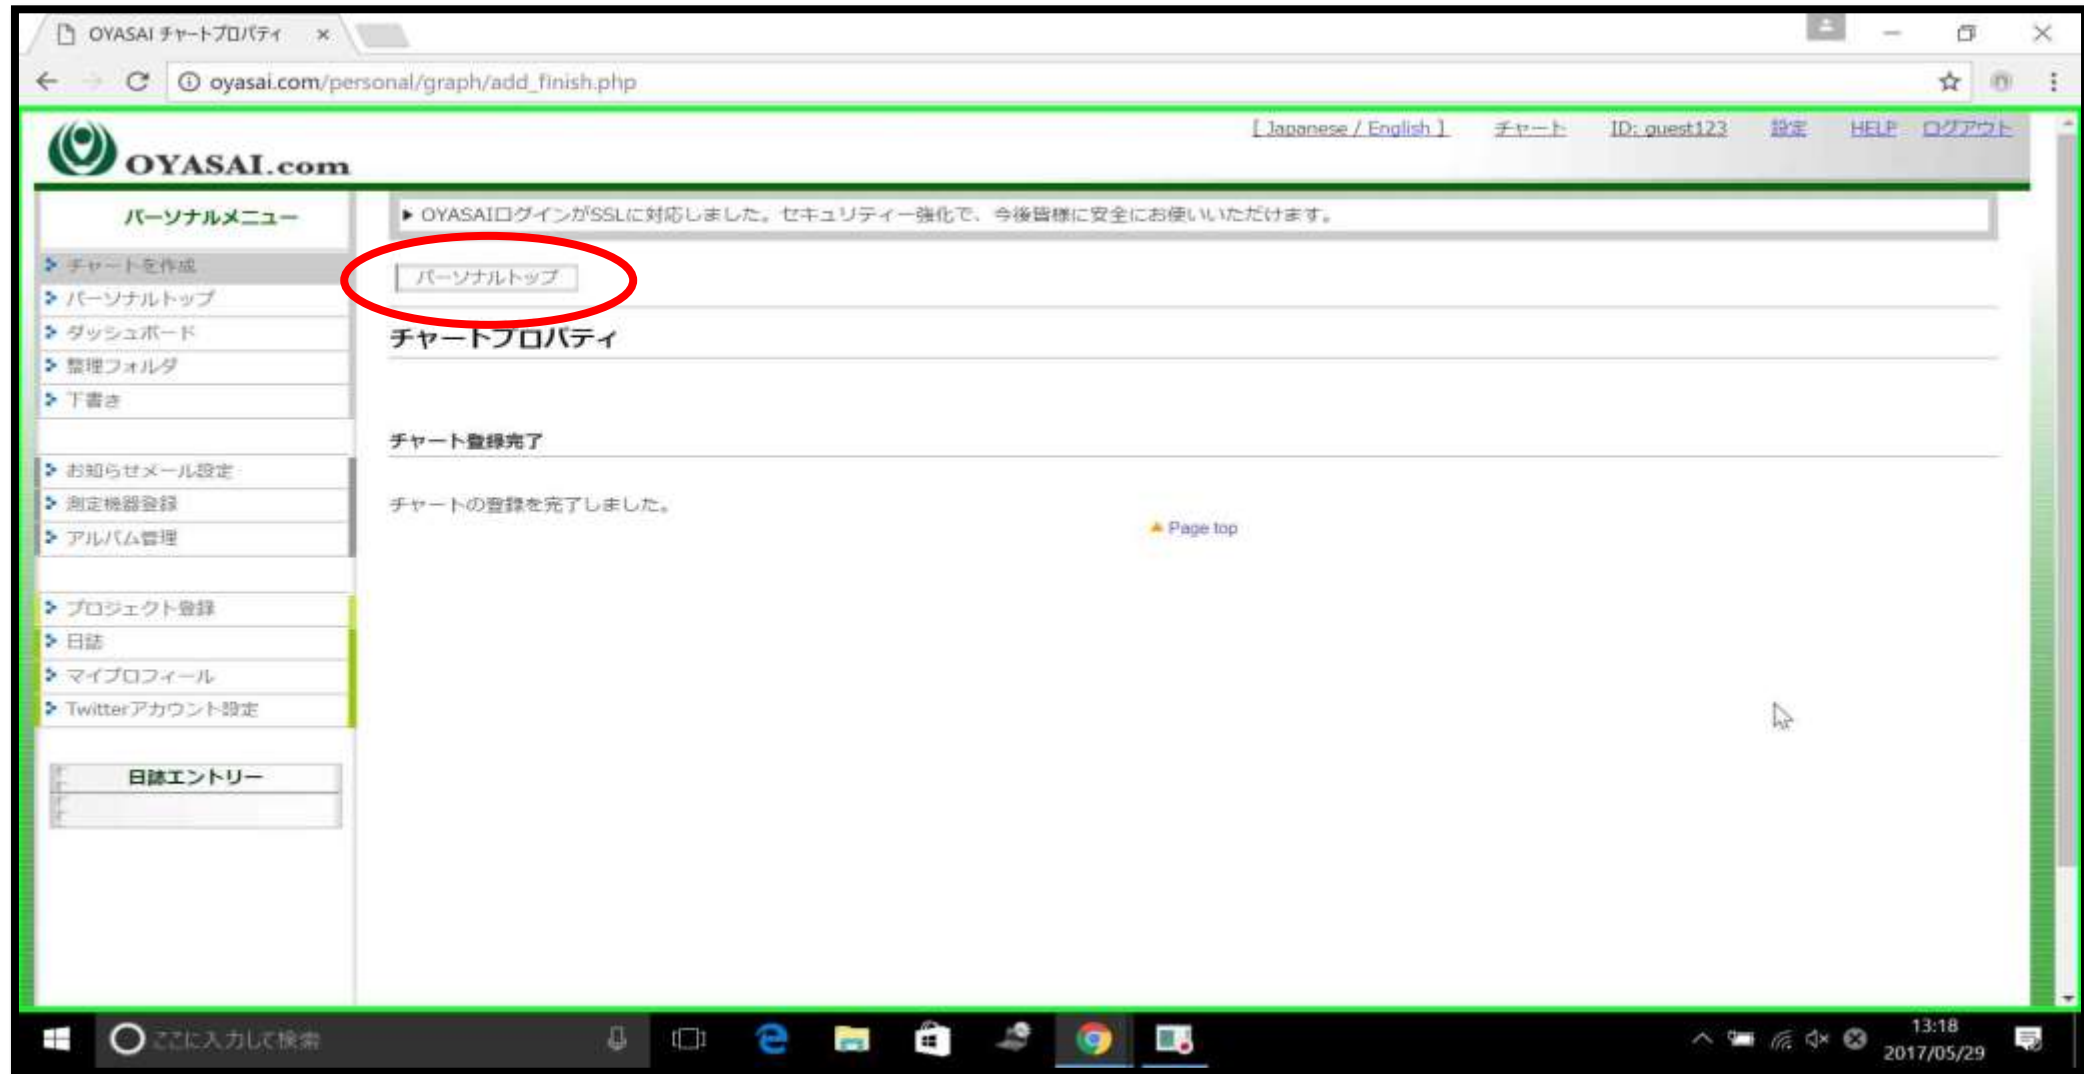 OYASAI チャートプロパティ
oyasai.com/personal/graph/add_finish.php
OYASAI.com
[ Japanese / English ] チャート ID: guest123 設定 HELP ログアウト
パーソナルメニュー
チャートを作成
パーソナルトップ
ダッシュボード
整理フォルダ
下書き
お知らせメール設定
測定機器登録
アルバム管理
プロジェクト登録
日誌
マイプロフィール
Twitterアカウント設定
日誌エントリー
OYASAIログインがSSLに対応しました。セキュリティー強化で、今後皆様に安全にお使いいただけます。
パーソナルトップ
チャートプロパティ
チャート登録完了
チャートの登録を完了しました。
Page top
ここに入力して検索
13:18
2017/05/29